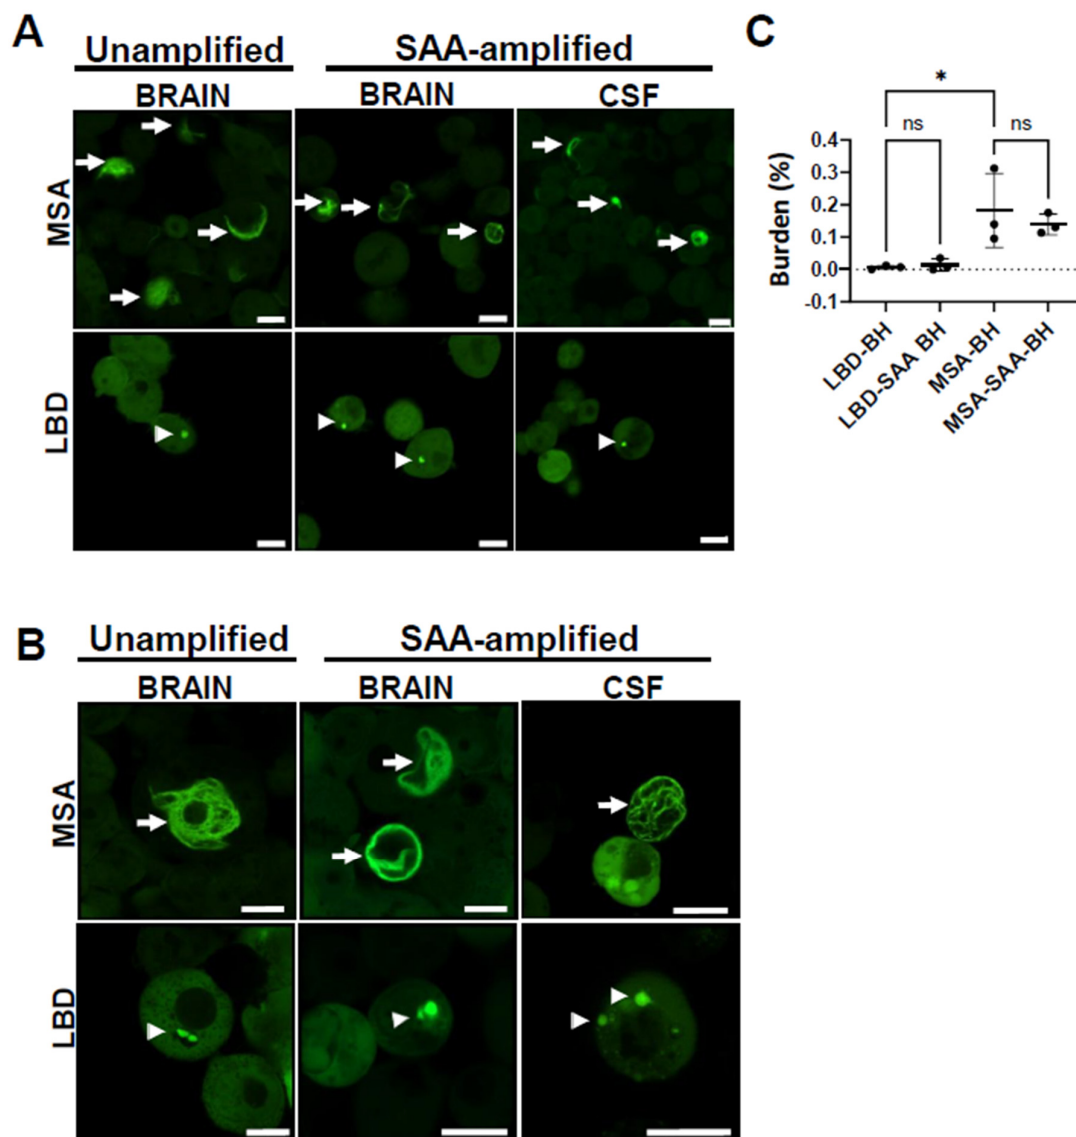 A
Unamplified
SAA-amplified
BRAIN
BRAIN
CSF
MSA
LBD
C
*
ns
ns
Burden (%)
0.4
0.3
0.2
0.1
0.0
-0.1
LBD-BH
LBD-SAA BH
MSA-BH
MSA-SAA-BH
B
Unamplified
SAA-amplified
BRAIN
BRAIN
CSF
MSA
LBD